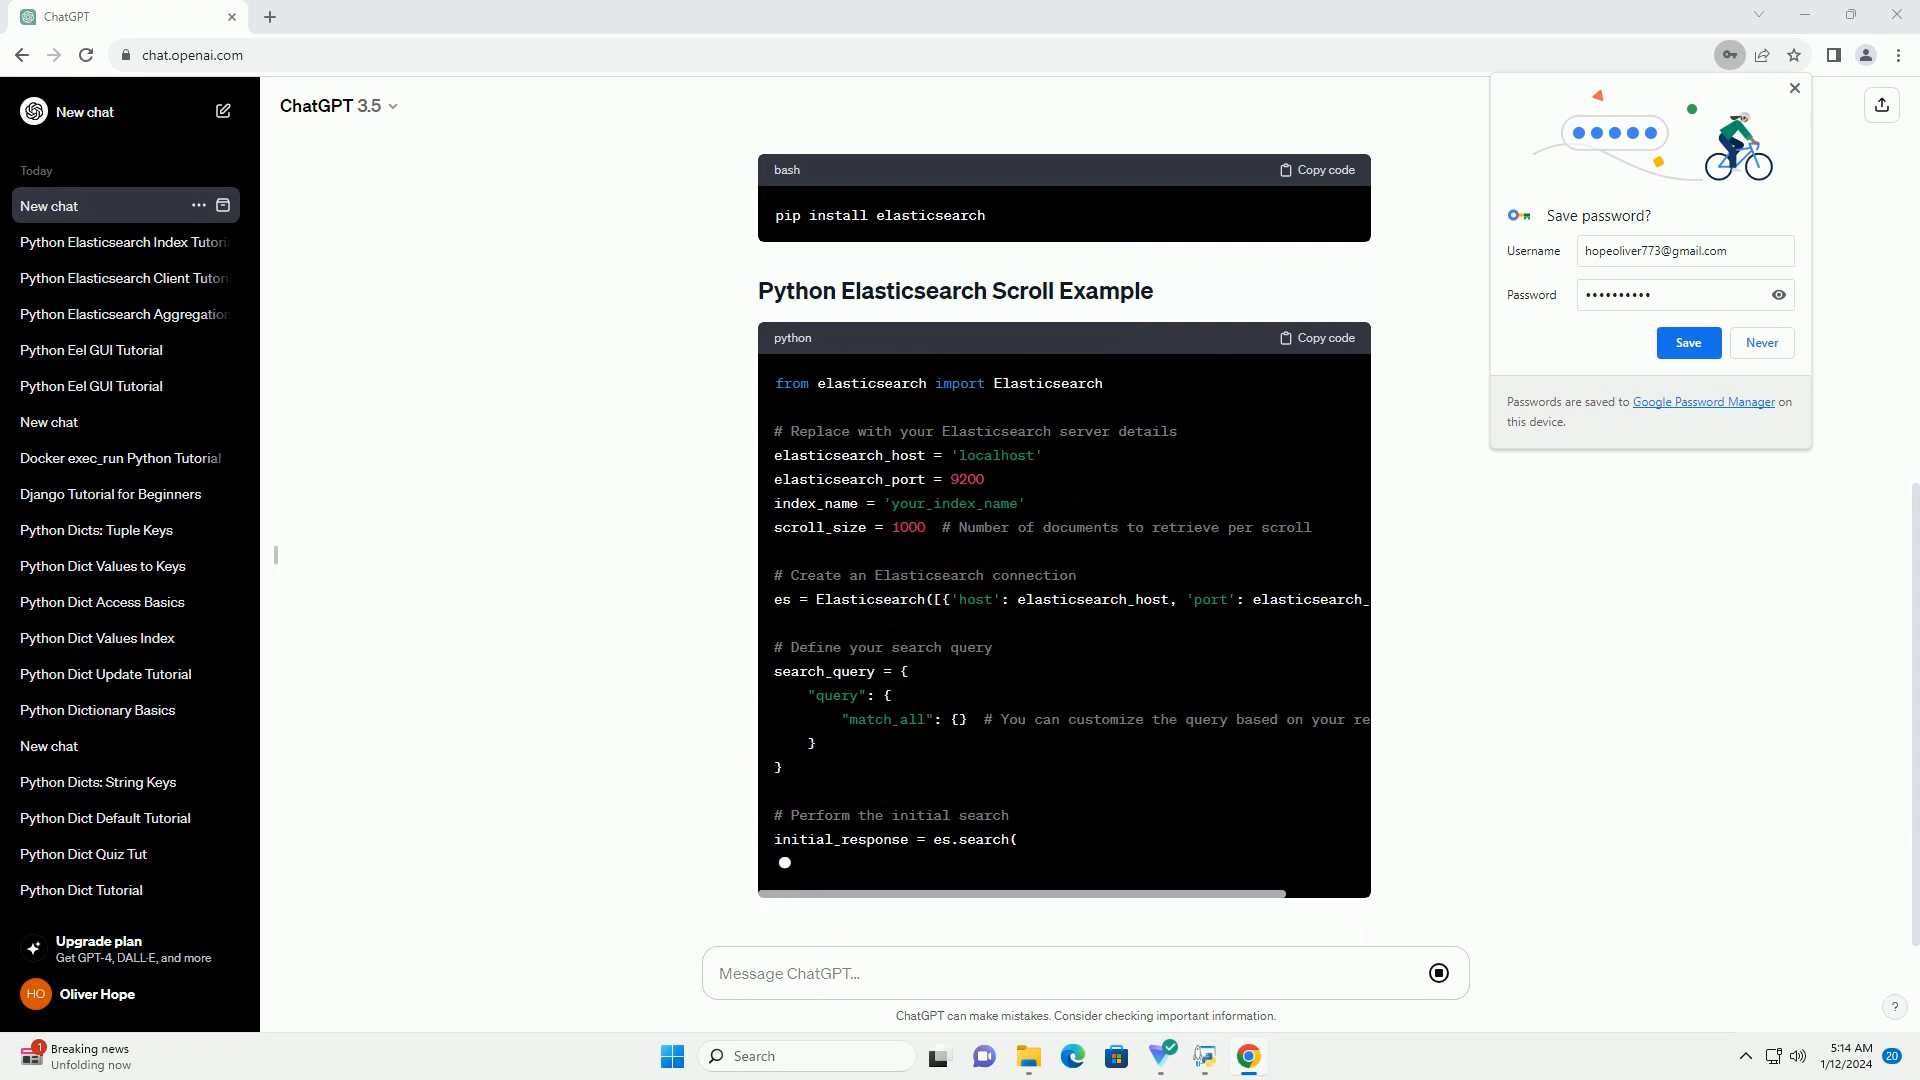 ChatGPT
chat.openai.com
New chat
Today
New chat
Python Elasticsearch Index Tutori
Python Elasticsearch Client Tutori
Python Elasticsearch Aggregation
Python Eel GUI Tutorial
Python Eel GUI Tutorial
New chat
Docker exec_run Python Tutorial
Django Tutorial for Beginners
Python Dicts: Tuple Keys
Python Dict Values to Keys
Python Dict Access Basics
Python Dict Values Index
Python Dict Update Tutorial
Python Dictionary Basics
New chat
Python Dicts: String Keys
Python Dict Default Tutorial
Python Dict Quiz Tut
Python Dict Tutorial
Upgrade plan
Get GPT-4, DALL·E, and more
HO Oliver Hope
ChatGPT 3.5
bash Copy code
pip install elasticsearch
Python Elasticsearch Scroll Example
python Copy code
from elasticsearch import Elasticsearch
# Replace with your Elasticsearch server details
elasticsearch_host = 'localhost'
elasticsearch_port = 9200
index_name = 'your_index_name'
scroll_size = 1000  # Number of documents to retrieve per scroll
# Create an Elasticsearch connection
es = Elasticsearch([{'host': elasticsearch_host, 'port': elasticsearch_
# Define your search query
search_query = {
    "query": {
        "match_all": {}  # You can customize the query based on your re
    }
}
# Perform the initial search
initial_response = es.search(
Message ChatGPT...
ChatGPT can make mistakes. Consider checking important information.
Save password?
Username hopeoliver773@gmail.com
Password ••••••••••
Save Never
Passwords are saved to Google Password Manager on
this device.
?
1
Breaking news
Unfolding now
Search
5:14 AM
1/12/2024
20